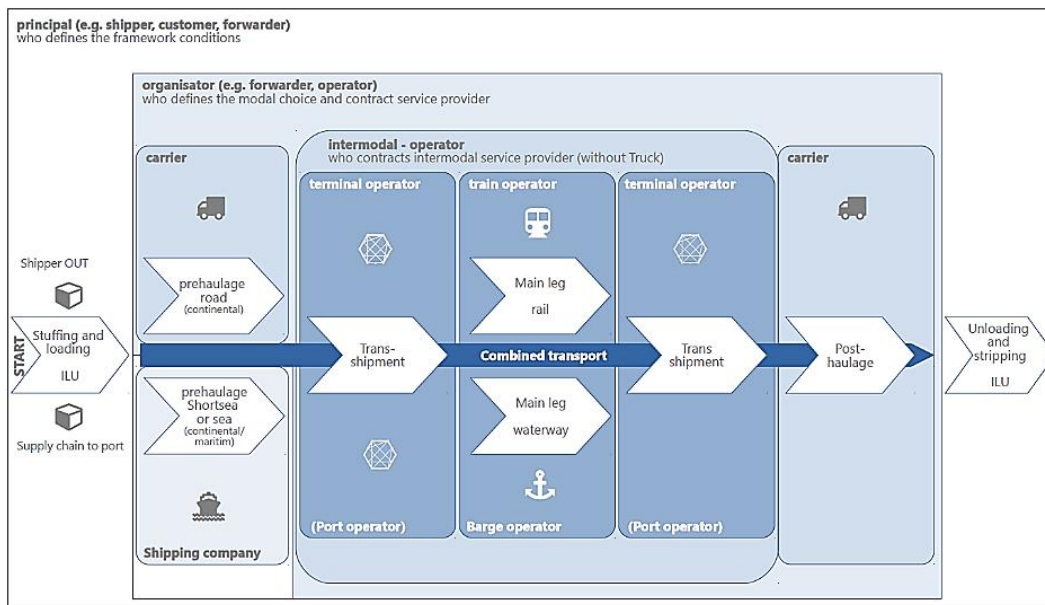 principal (e.g. shipper, customer, forwarder)
who defines the framework conditions
organisator (e.g. forwarder, operator)
who defines the modal choice and contract service provider
intermodal - operator
who contracts intermodal service provider (without Truck)
carrier
terminal operator
train operator
terminal operator
carrier
Shipper OUT
START
Stuffing and
loading
ILU
Supply chain to port
prehaulage
road
(continental)
prehaulage
Shortsea
or sea
(continental/
maritim)
Shipping company
Trans-
shipment
(Port operator)
Main leg
rail
Combined transport
Main leg
waterway
Barge operator
Trans
shipment
(Port operator)
Post-
haulage
Unloading
and
stripping
ILU